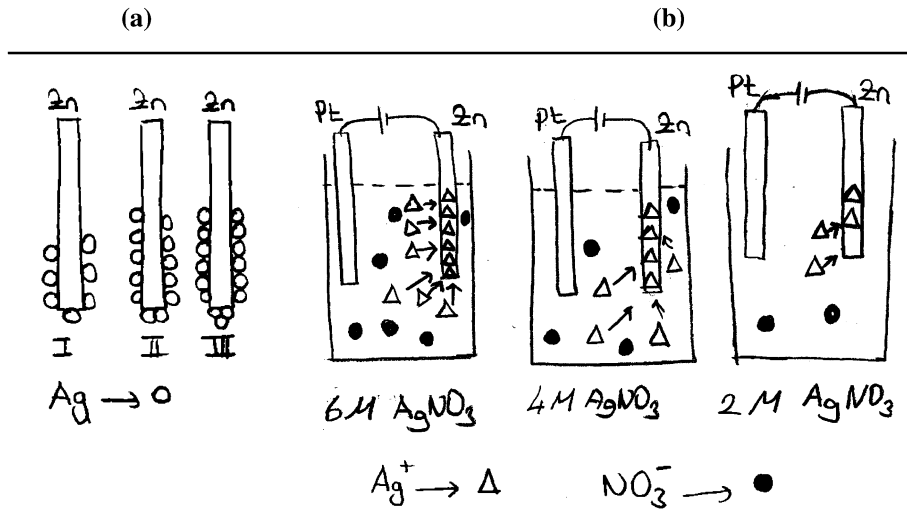 (a) (b)
Zn Zn Zn
I II III
Ag → o
Pt Zn
6M AgNO3
Pt Zn
4M AgNO3
Pt Zn
2M AgNO3
Ag+ → Δ NO3- → ●